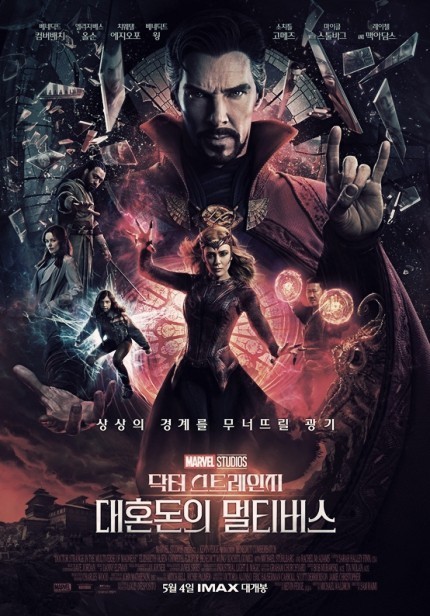 베네딕트 엘리자베스 치웨텔 베네딕트 소치틀 마이클 레이첼
컴버배치 올슨 에지오포 웡 고메즈 스툴바그 AND 맥아담스
상상의 경계를 무너뜨릴 광기
MARVEL STUDIOS
닥터 스트레인지
대혼돈의 멀티버스
5월 4일 IMAX 대개봉